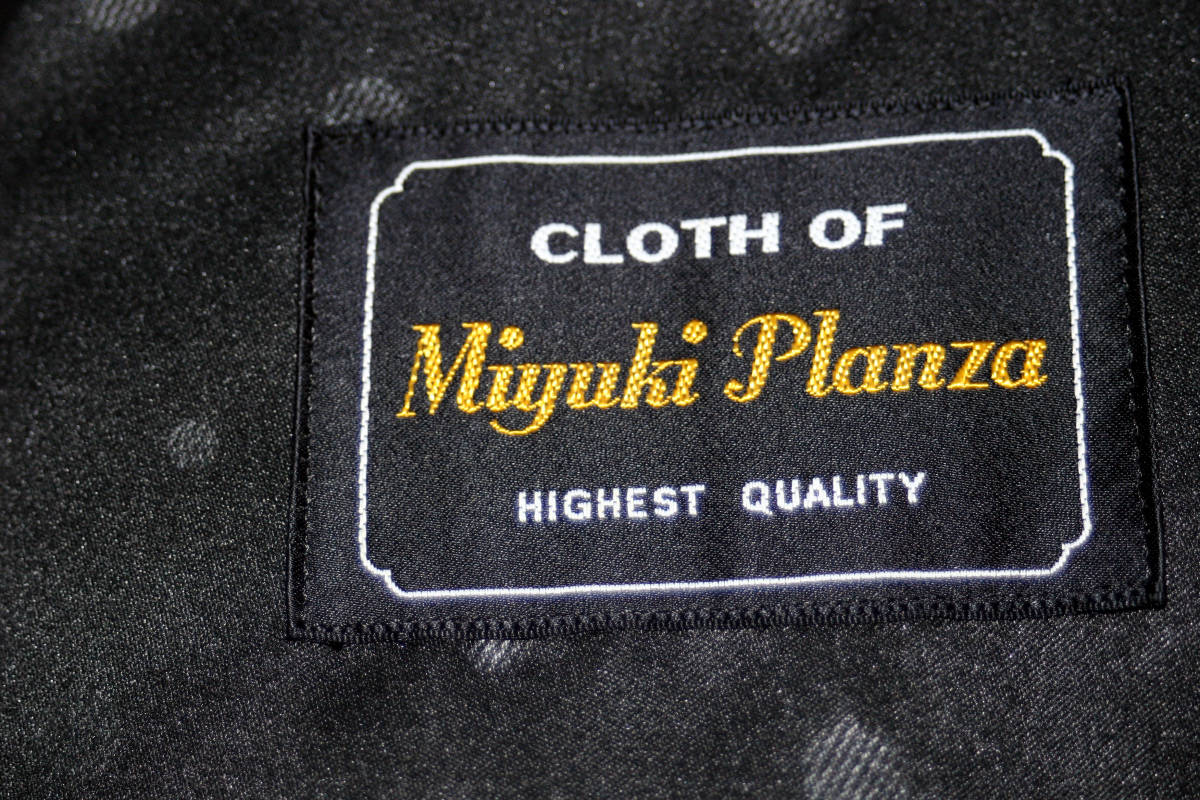 CLOTH OF
Miyuki Planza
HIGHEST QUALITY